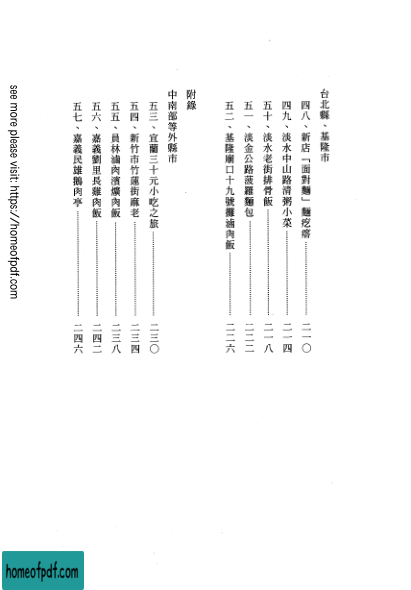 台北縣、基隆市
四八、新店「面對麵」麵疙瘩……………二一〇
四九、淡水中山路清粥小菜……………二一四
五十、淡水老街排骨飯……………二一八
五一、淡金公路菠羅麵包……………二二二
五二、基隆廟口十九號攤滷肉飯……………二二六
附錄
中南部等外縣市
五三、宜蘭三十元小吃之旅……………二三〇
五四、新竹市竹蓮街麻老……………二三四
五五、員林滷肉濱爌肉飯……………二三八
五六、嘉義劉里長雞肉飯……………二四二
五七、嘉義民雄鵝肉亭……………二四六
see more please visit: https://homeofpdf.com
homeofpdf.com